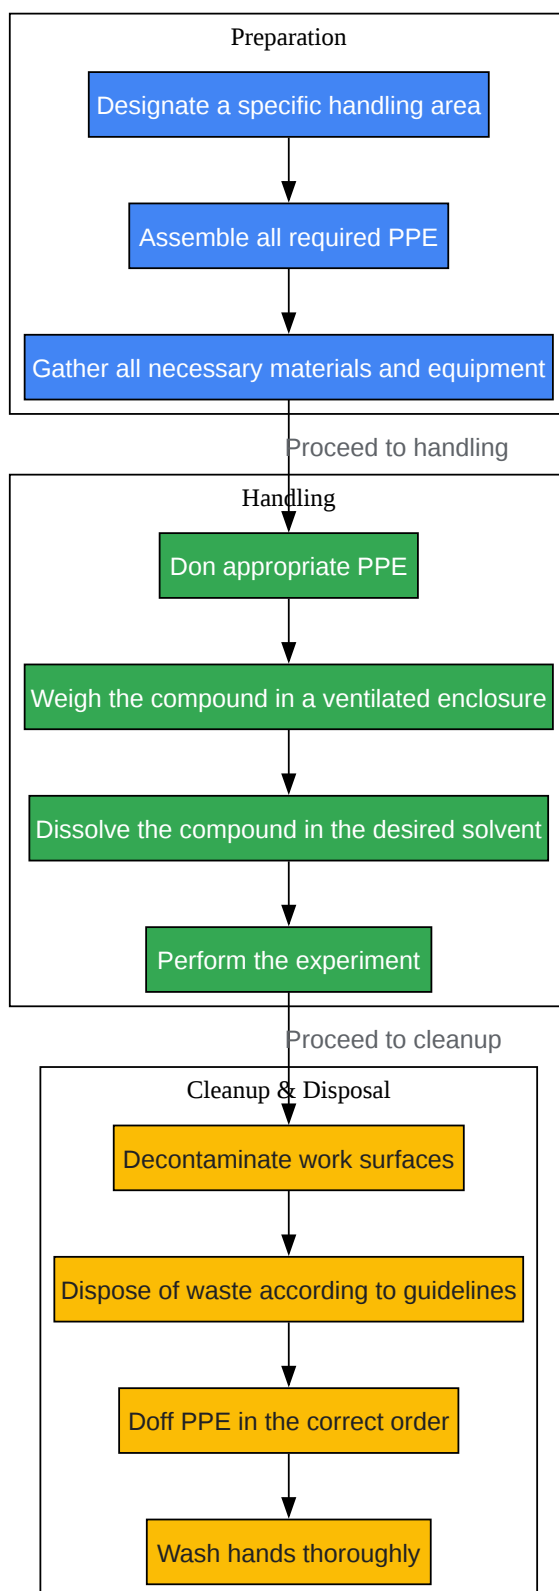 Preparation
Designate a specific handling area
Assemble all required PPE
Gather all necessary materials and equipment
Proceed to handling
Handling
Don appropriate PPE
Weigh the compound in a ventilated enclosure
Dissolve the compound in the desired solvent
Perform the experiment
Proceed to cleanup
Cleanup & Disposal
Decontaminate work surfaces
Dispose of waste according to guidelines
Doff PPE in the correct order
Wash hands thoroughly